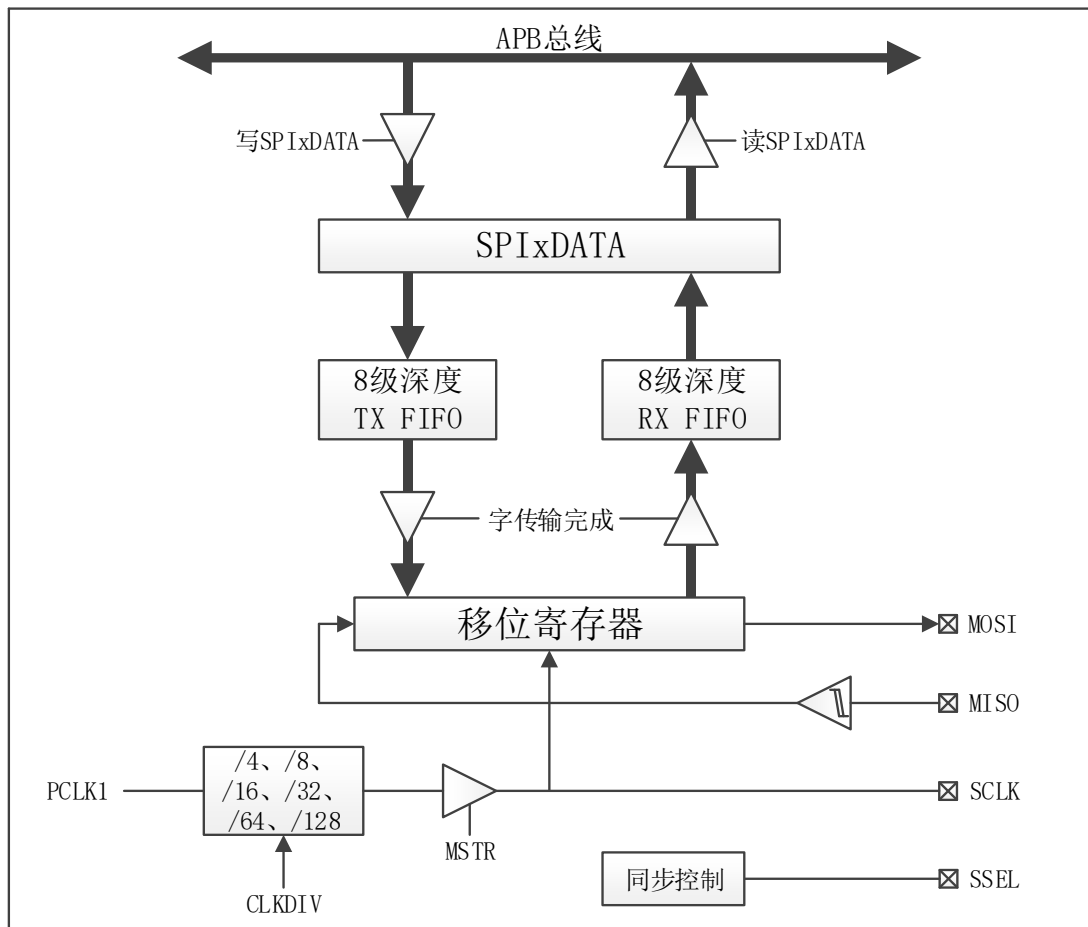 APB总线
写SPIxDATA
读SPIxDATA
SPIxDATA
8级深度
TX FIFO
8级深度
RX FIFO
字传输完成
移位寄存器
MOSI
MISO
/4、/8、
/16、/32、
/64、/128
PCLK1
SCLK
MSTR
同步控制
SSEL
CLKDIV